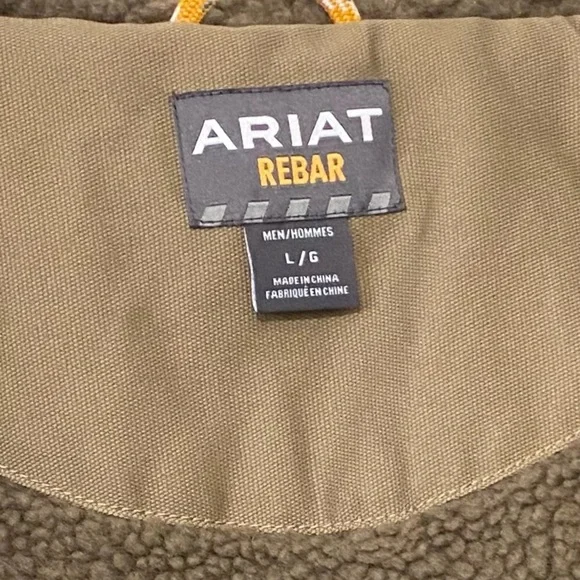 ARIAT
REBAR
MEN/HOMMES
L/G
MADE IN CHINA
FABRIQUÉ EN CHINE